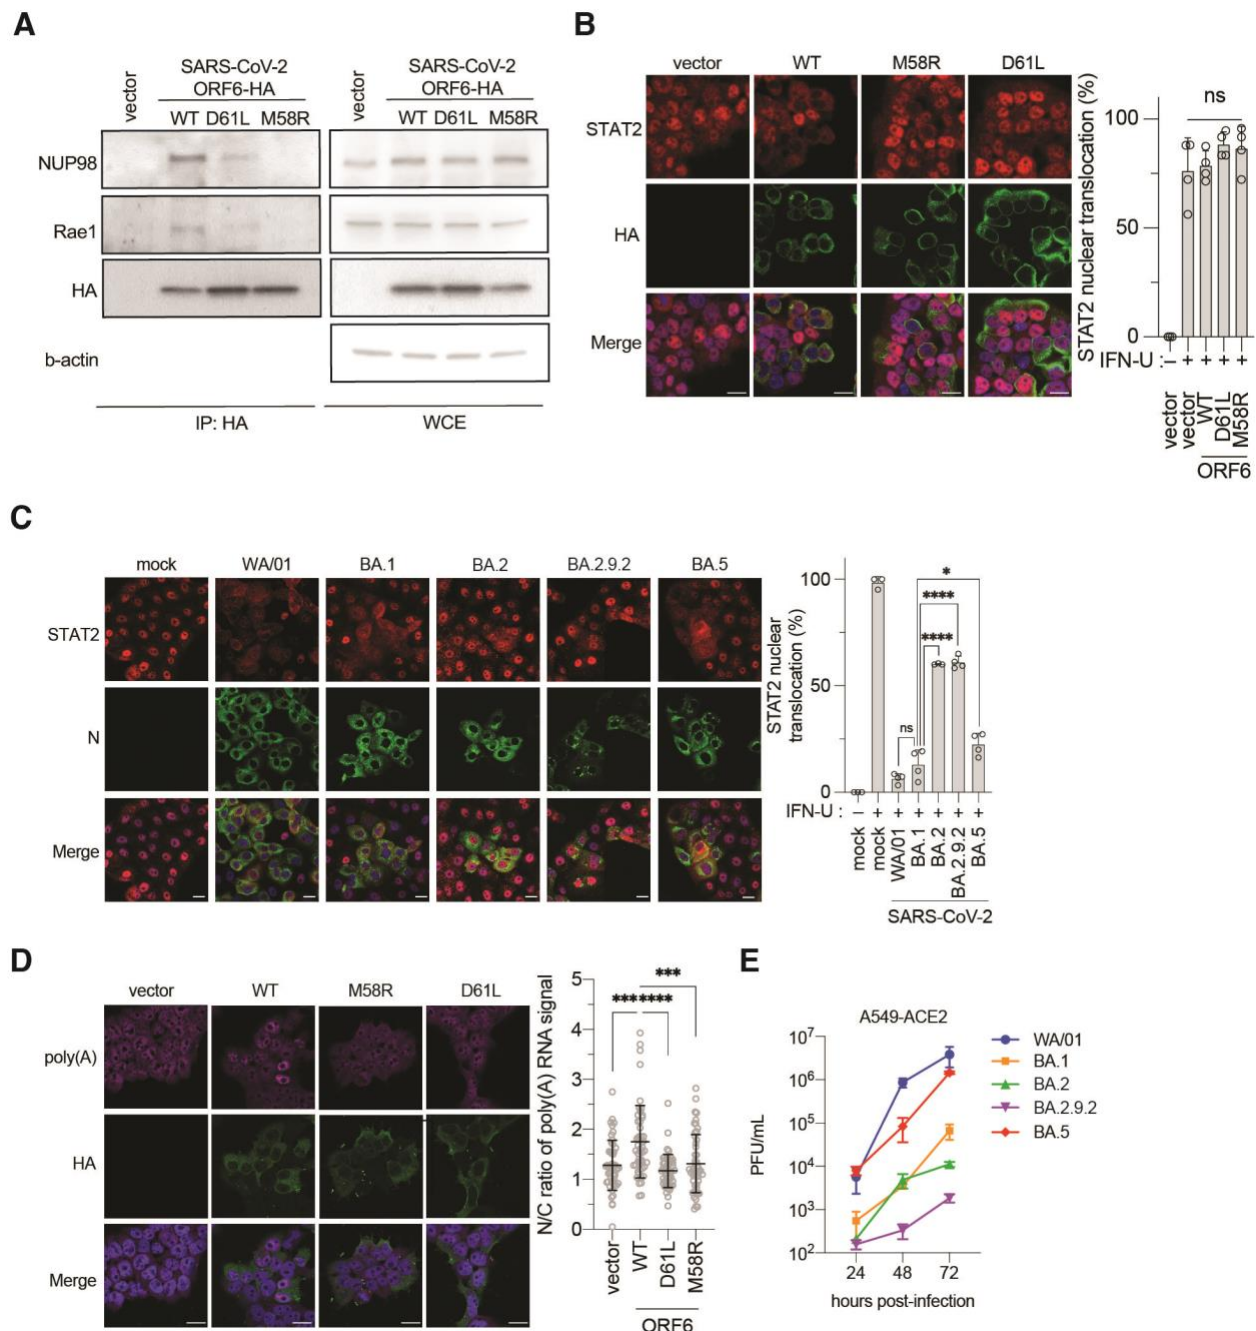 A
vector
SARS-CoV-2
ORF6-HA
WT D61L M58R
vector
SARS-CoV-2
ORF6-HA
WT D61L M58R
NUP98
Rae1
HA
b-actin
IP: HA
WCE
B
vector WT M58R D61L
STAT2
HA
Merge
STAT2 nuclear translocation (%)
ns
100
50
0
IFN-U : – + + + +
vector
vector
WT
D61L
M58R
ORF6
C
mock WA/01 BA.1 BA.2 BA.2.9.2 BA.5
STAT2
N
Merge
STAT2 nuclear
translocation (%)
*
****
****
ns
100
50
0
IFN-U : – + + + + + +
mock
mock
WA/01
BA.1
BA.2
BA.2.9.2
BA.5
SARS-CoV-2
D
vector WT M58R D61L
poly(A)
HA
Merge
N/C ratio of poly(A) RNA signal
***
*******
5
4
3
2
1
0
vector
WT
D61L
M58R
ORF6
E
A549-ACE2
PFU/mL
10⁷
10⁶
10⁵
10⁴
10³
10²
24 48 72
hours post-infection
WA/01
BA.1
BA.2
BA.2.9.2
BA.5